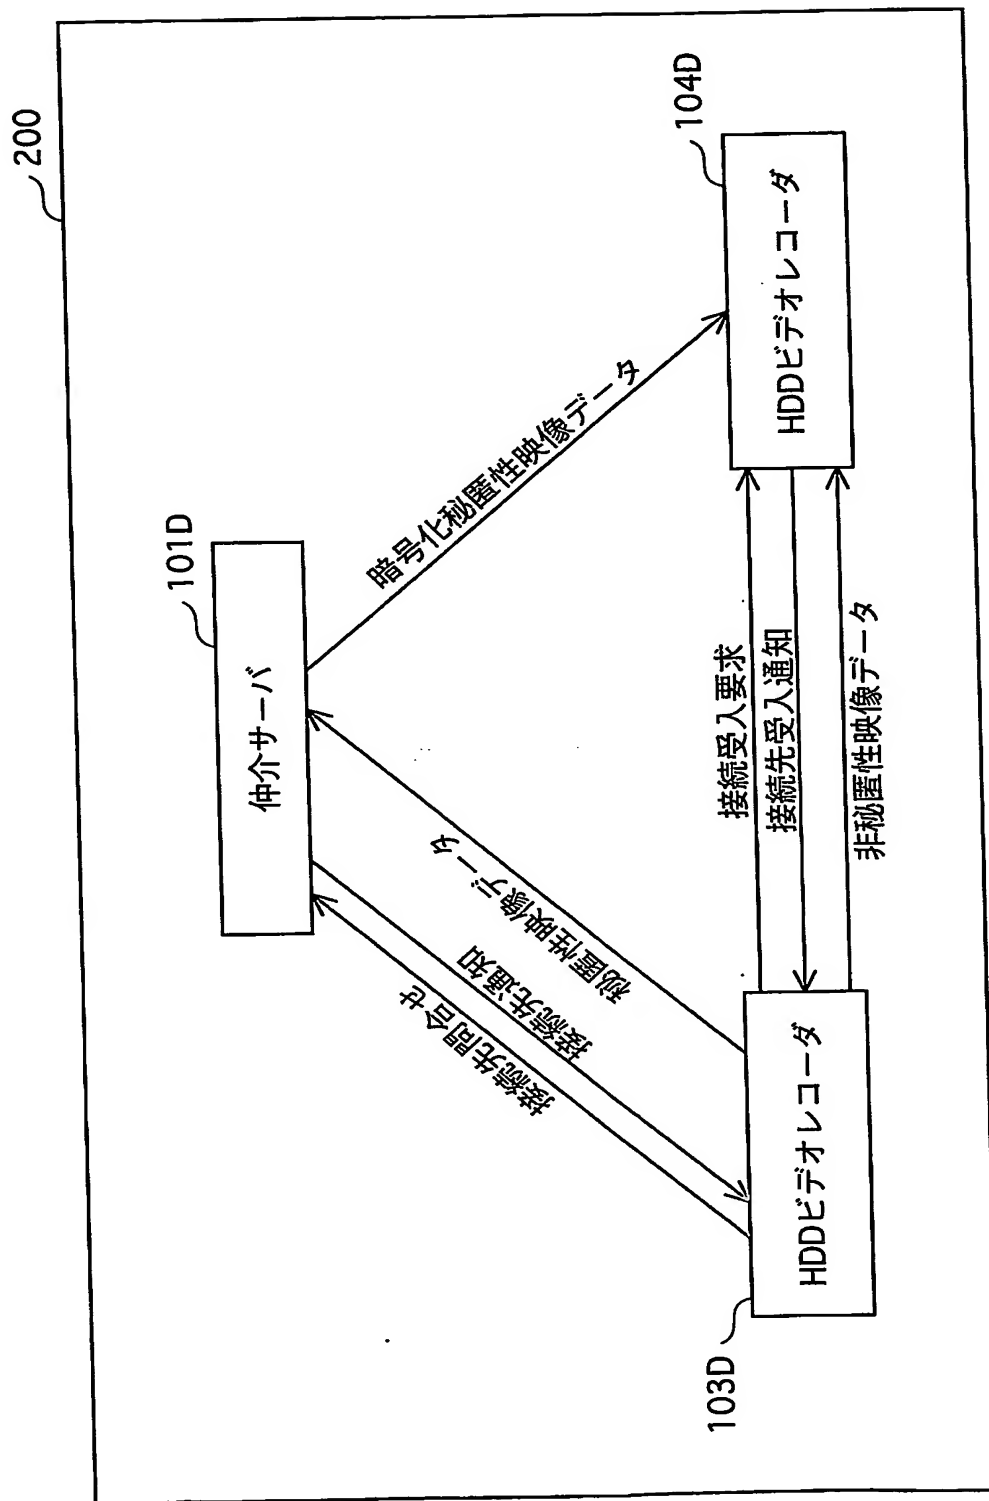 200
101D
仲介サーバ
暗号化秘匿性映像データ
104D
HDDビデオレコーダ
接続先問合せ
接続先通知
秘匿性映像データ
接続受入要求
接続先受入通知
非秘匿性映像データ
103D
HDDビデオレコーダ